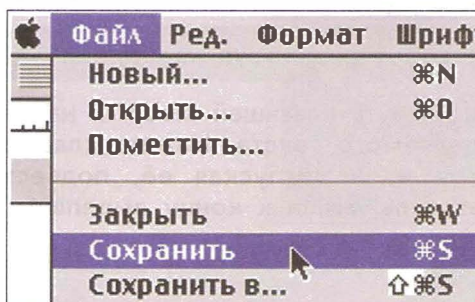 Файл Ред. Формат Шриф
Новый... ⌘N
Открыть... ⌘O
Поместить...
Закрыть ⌘W
Сохранить ⌘S
Сохранить в... ⇧⌘S